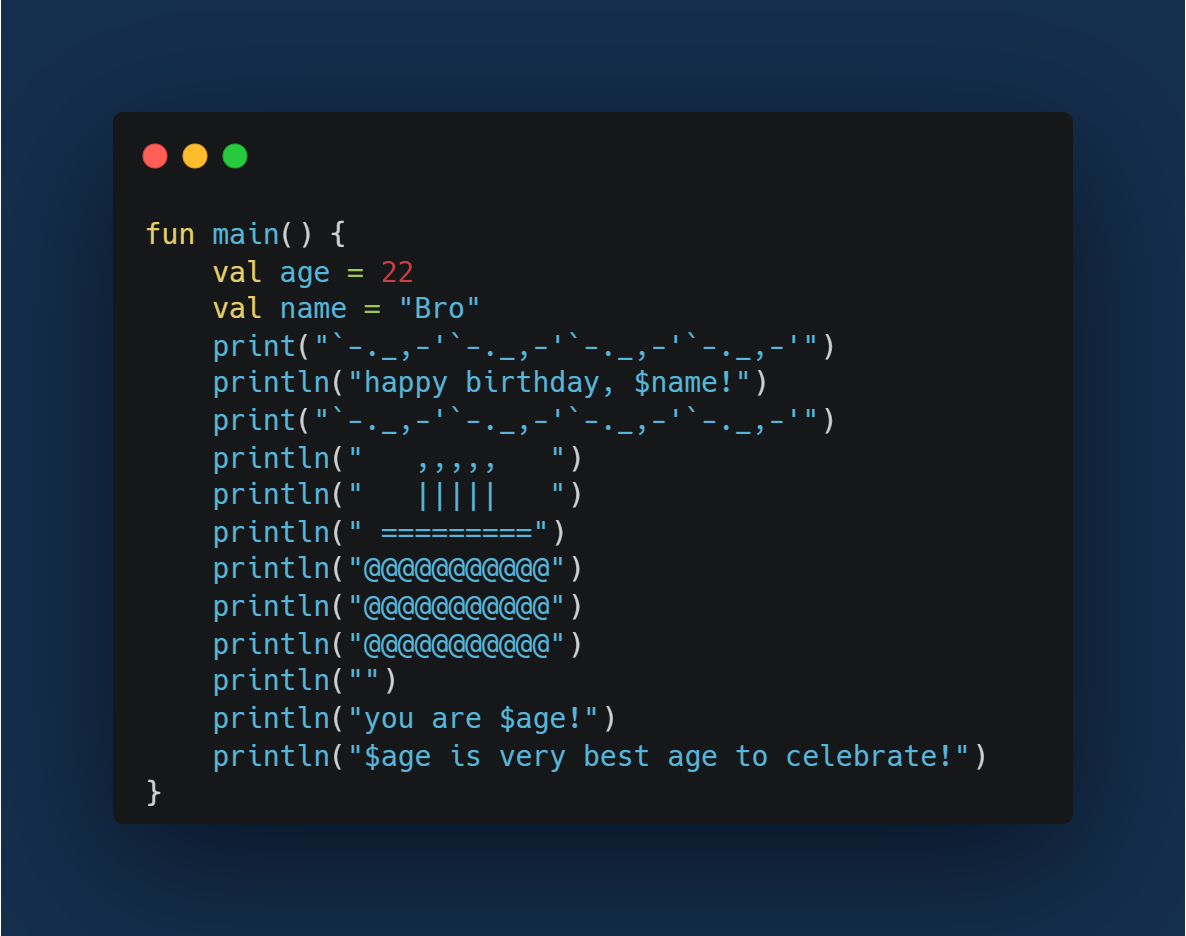 fun main() {
    val age = 22
    val name = "Bro"
    print("`-._,-'`-._,-'`-._,-'`-._,-'")
    println("happy birthday, $name!")
    print("`-._,-'`-._,-'`-._,-'`-._,-'")
    println("   ,,,,,   ")
    println("   |||||   ")
    println(" =========")
    println("@@@@@@@@@@@")
    println("@@@@@@@@@@@")
    println("@@@@@@@@@@@")
    println("")
    println("you are $age!")
    println("$age is very best age to celebrate!")
}